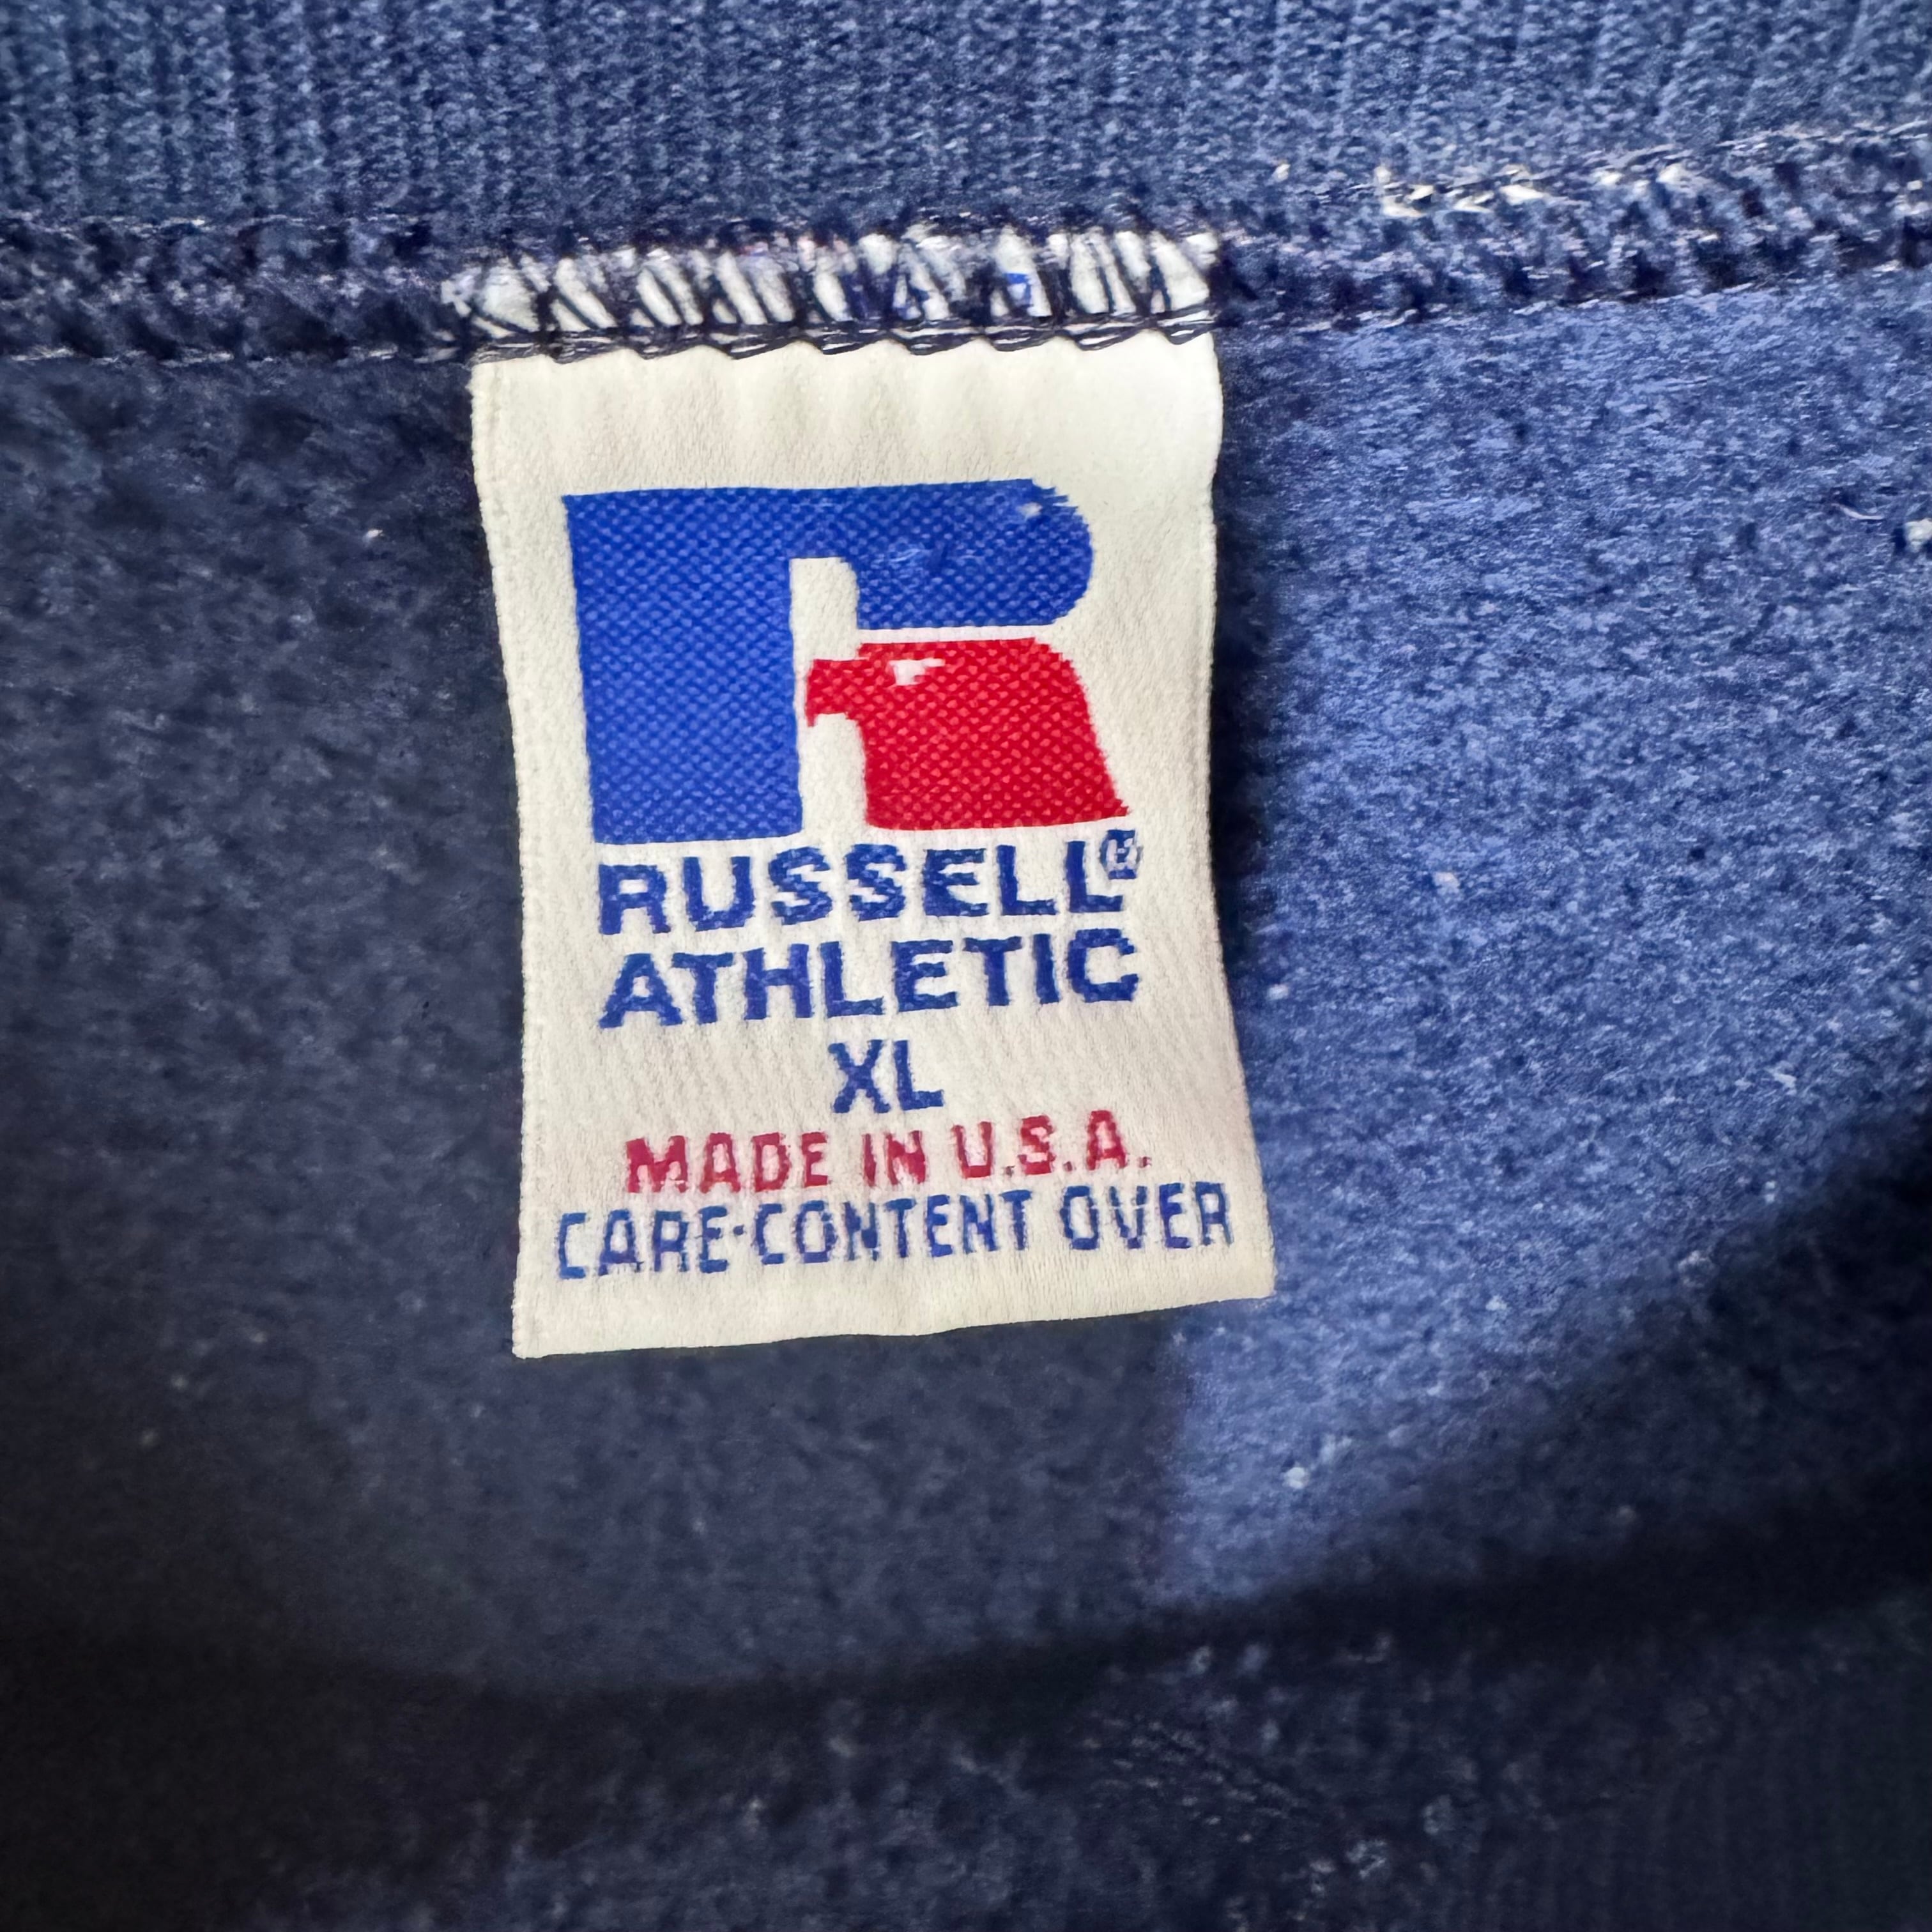 R
RUSSELL®
ATHLETIC
XL
MADE IN U.S.A.
CARE·CONTENT OVER